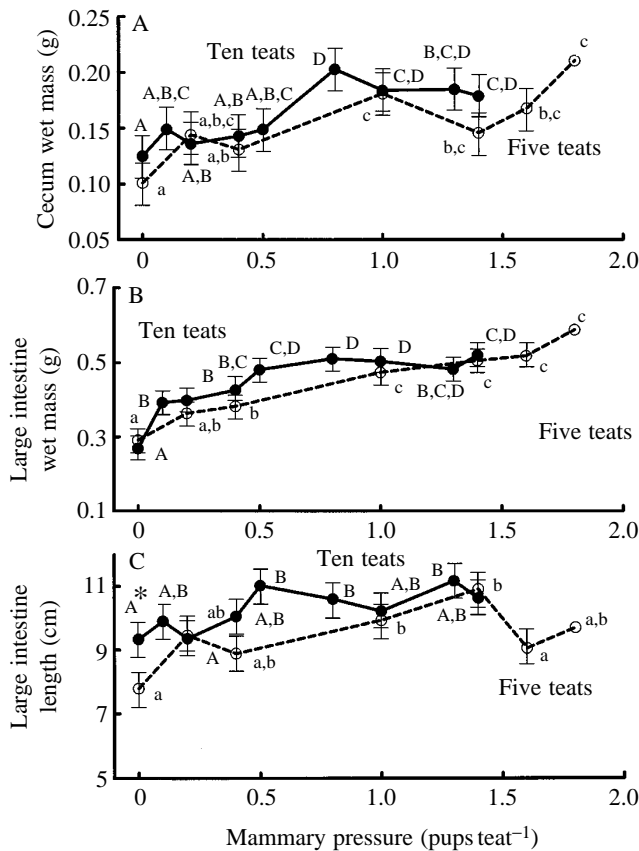 A
Cecum wet mass (g)
0.25
0.20
0.15
0.10
0.05
Ten teats
D
c
B,C,D
A,B,C
A,B
A,B,C
C,D
C,D
A
a,b,c
a,b
c
b,c
b,c
A,B
a
Five teats
0 0.5 1.0 1.5 2.0
B
Large intestine
wet mass (g)
0.7
0.5
0.3
0.1
Ten teats
c
C,D
D
D
C,D
B
B
B,C
a
A
a,b
b
c
B,C,D
c
c
Five teats
0 0.5 1.0 1.5 2.0
C
Large intestine
length (cm)
11
9
7
5
Ten teats
*
A
A,B
ab
B
B
A,B
B
b
A,B
A,B
a,b
A
a,b
b
a
a
Five teats
0 0.5 1.0 1.5 2.0
Mammary pressure (pups teat⁻¹)